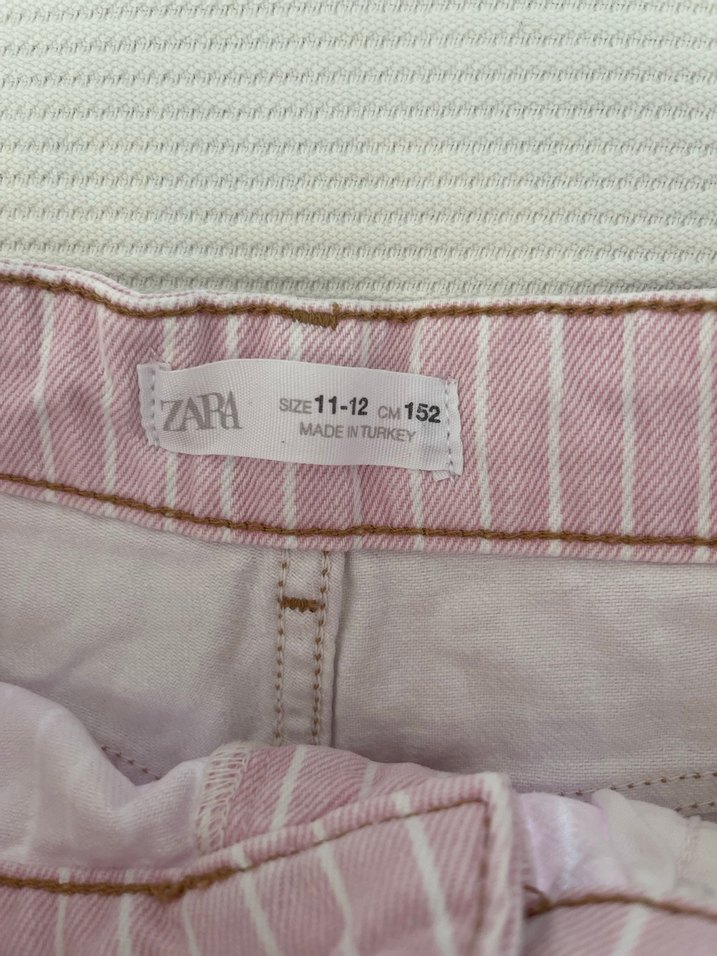 ZARA SIZE 11-12 CM 152
MADE IN TURKEY